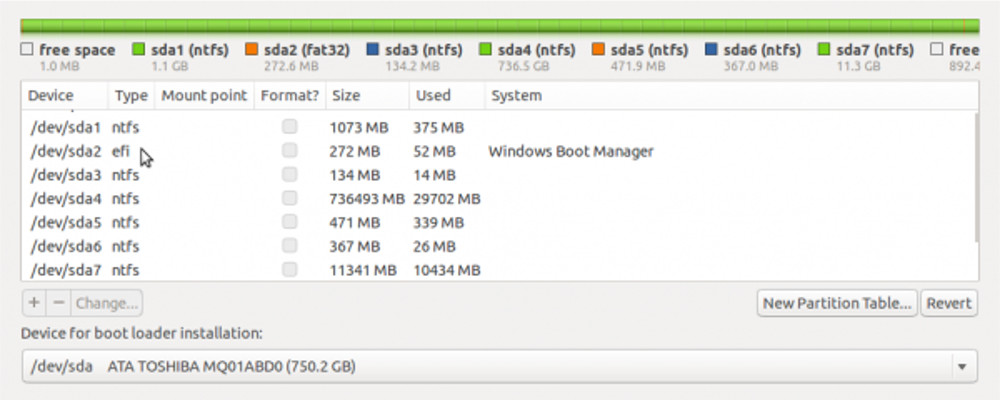 free space sda1 (ntfs) sda2 (fat32) sda3 (ntfs) sda4 (ntfs) sda5 (ntfs) sda6 (ntfs) sda7 (ntfs) free
1.0 MB 1.1 GB 272.6 MB 134.2 MB 736.5 GB 471.9 MB 367.0 MB 11.3 GB 892.4
Device Type Mount point Format? Size Used System
/dev/sda1 ntfs 1073 MB 375 MB
/dev/sda2 efi 272 MB 52 MB Windows Boot Manager
/dev/sda3 ntfs 134 MB 14 MB
/dev/sda4 ntfs 736493 MB 29702 MB
/dev/sda5 ntfs 471 MB 339 MB
/dev/sda6 ntfs 367 MB 26 MB
/dev/sda7 ntfs 11341 MB 10434 MB
+ − Change... New Partition Table... Revert
Device for boot loader installation:
/dev/sda ATA TOSHIBA MQ01ABD0 (750.2 GB)